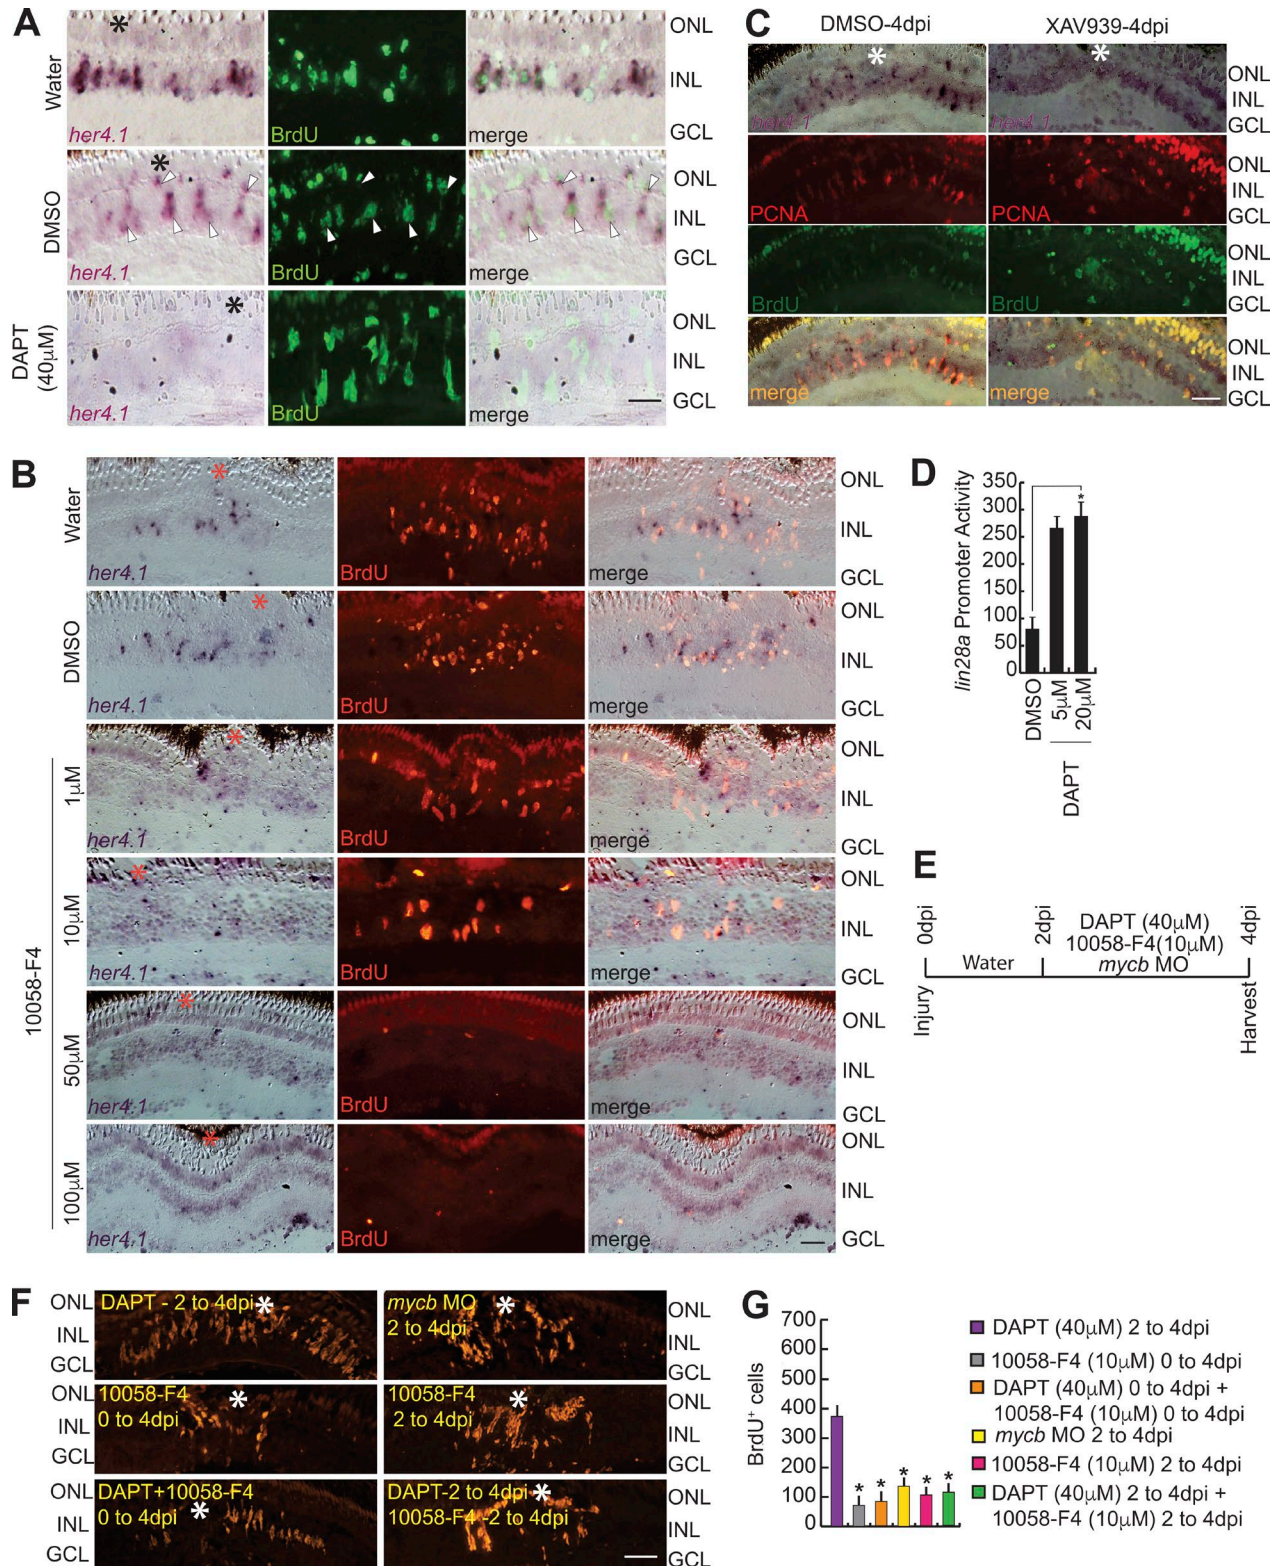 A
Water
her4.1
BrdU
merge
ONL
INL
GCL
DMSO
her4.1
BrdU
merge
ONL
INL
GCL
DAPT
(40µM)
her4.1
BrdU
merge
ONL
INL
GCL
C
DMSO-4dpi
XAV939-4dpi
her4.1
her4.1
ONL
INL
GCL
PCNA
PCNA
ONL
INL
GCL
BrdU
BrdU
ONL
INL
GCL
merge
merge
ONL
INL
GCL
B
Water
her4.1
BrdU
merge
ONL
INL
GCL
DMSO
her4.1
BrdU
merge
ONL
INL
GCL
10058-F4
1µM
her4.1
BrdU
merge
ONL
INL
GCL
10µM
her4.1
BrdU
merge
ONL
INL
GCL
50µM
her4.1
BrdU
merge
ONL
INL
GCL
100µM
her4.1
BrdU
merge
ONL
INL
GCL
D
lin28a Promoter Activity
350
300
250
200
150
100
50
0
*
DMSO
5µM
20µM
DAPT
E
0dpi
2dpi
4dpi
Water
DAPT (40µM)
10058-F4(10µM)
mycb MO
Injury
Harvest
F
ONL
INL
GCL
DAPT - 2 to 4dpi
mycb MO
2 to 4dpi
ONL
INL
GCL
ONL
INL
GCL
10058-F4
0 to 4dpi
10058-F4
2 to 4dpi
ONL
INL
GCL
ONL
INL
GCL
DAPT+10058-F4
0 to 4dpi
DAPT-2 to 4dpi
10058-F4 -2 to 4dpi
ONL
INL
GCL
G
BrdU⁺ cells
700
600
500
400
300
200
100
0
* * * * *
DAPT (40µM) 2 to 4dpi
10058-F4 (10µM) 0 to 4dpi
DAPT (40µM) 0 to 4dpi +
10058-F4 (10µM) 0 to 4dpi
mycb MO 2 to 4dpi
10058-F4 (10µM) 2 to 4dpi
DAPT (40µM) 2 to 4dpi +
10058-F4 (10µM) 2 to 4dpi